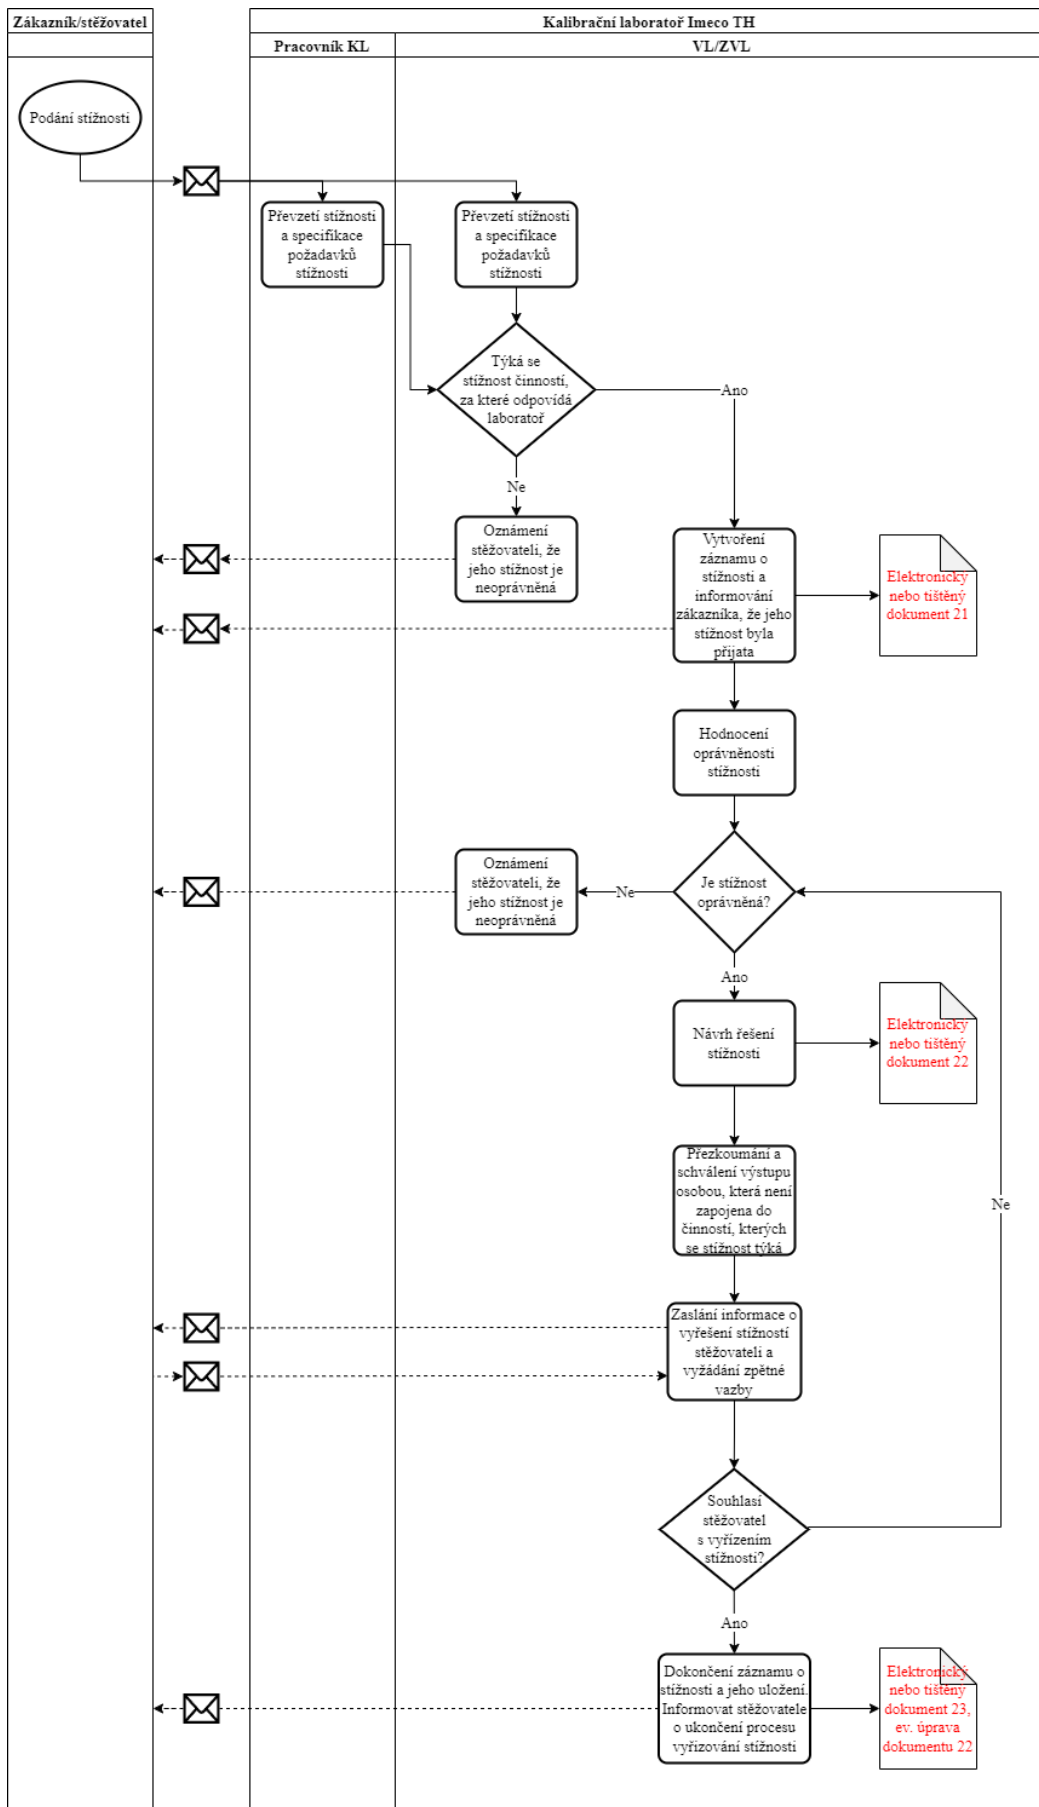 Zákazník/stěžovatel
Kalibrační laboratoř Imeco TH
Pracovník KL
VL/ZVL
Podání stížnosti
Převzetí stížnosti
a specifikace
požadavků
stížnosti
Převzetí stížnosti
a specifikace
požadavků
stížnosti
Týká se
stížnost činností,
za které odpovídá
laboratoř
Ano
Ne
Oznámení
stěžovateli, že
jeho stížnost je
neoprávněná
Vytvoření
záznamu o
stížnosti a
informování
zákazníka, že jeho
stížnost byla
přijata
Elektronický
nebo tištěný
dokument 21
Hodnocení
oprávněnosti
stížnosti
Oznámení
stěžovateli, že
jeho stížnost je
neoprávněná
Ne
Je stížnost
oprávněná?
Ano
Návrh řešení
stížnosti
Elektronický
nebo tištěný
dokument 22
Přezkoumání a
schválení výstupu
osobou, která není
zapojena do
činností, kterých
se stížnost týká
Ne
Zaslání informace o
vyřešení stížností
stěžovateli a
vyžádání zpětné
vazby
Souhlasí
stěžovatel
s vyřízením
stížnosti?
Ano
Dokončení záznamu o
stížnosti a jeho uložení.
Informovat stěžovatele
o ukončení procesu
vyřizování stížnosti
Elektronický
nebo tištěný
dokument 23,
ev. úprava
dokumentu 22